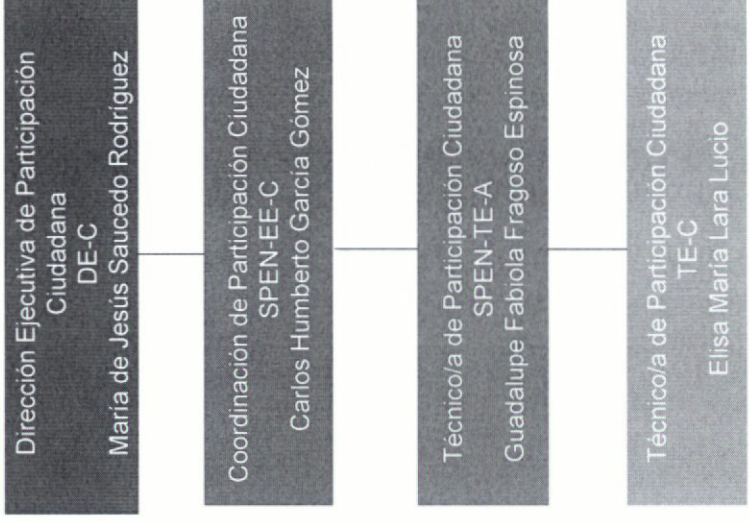 Dirección Ejecutiva de Participación
Ciudadana
DE-C
María de Jesús Saucedo Rodríguez
Coordinación de Participación Ciudadana
SPEN-EE-C
Carlos Humberto García Gómez
Técnico/a de Participación Ciudadana
SPEN-TE-A
Guadalupe Fabiola Fragoso Espinosa
Técnico/a de Participación Ciudadana
TE-C
Elisa María Lara Lucio